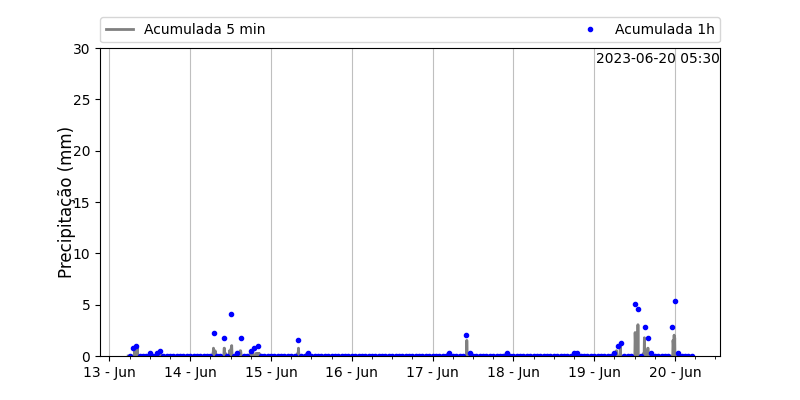 Acumulada 5 min
Acumulada 1h
2023-06-20 05:30
Precipitação (mm)
30
25
20
15
10
5
0
13 - Jun 14 - Jun 15 - Jun 16 - Jun 17 - Jun 18 - Jun 19 - Jun 20 - Jun